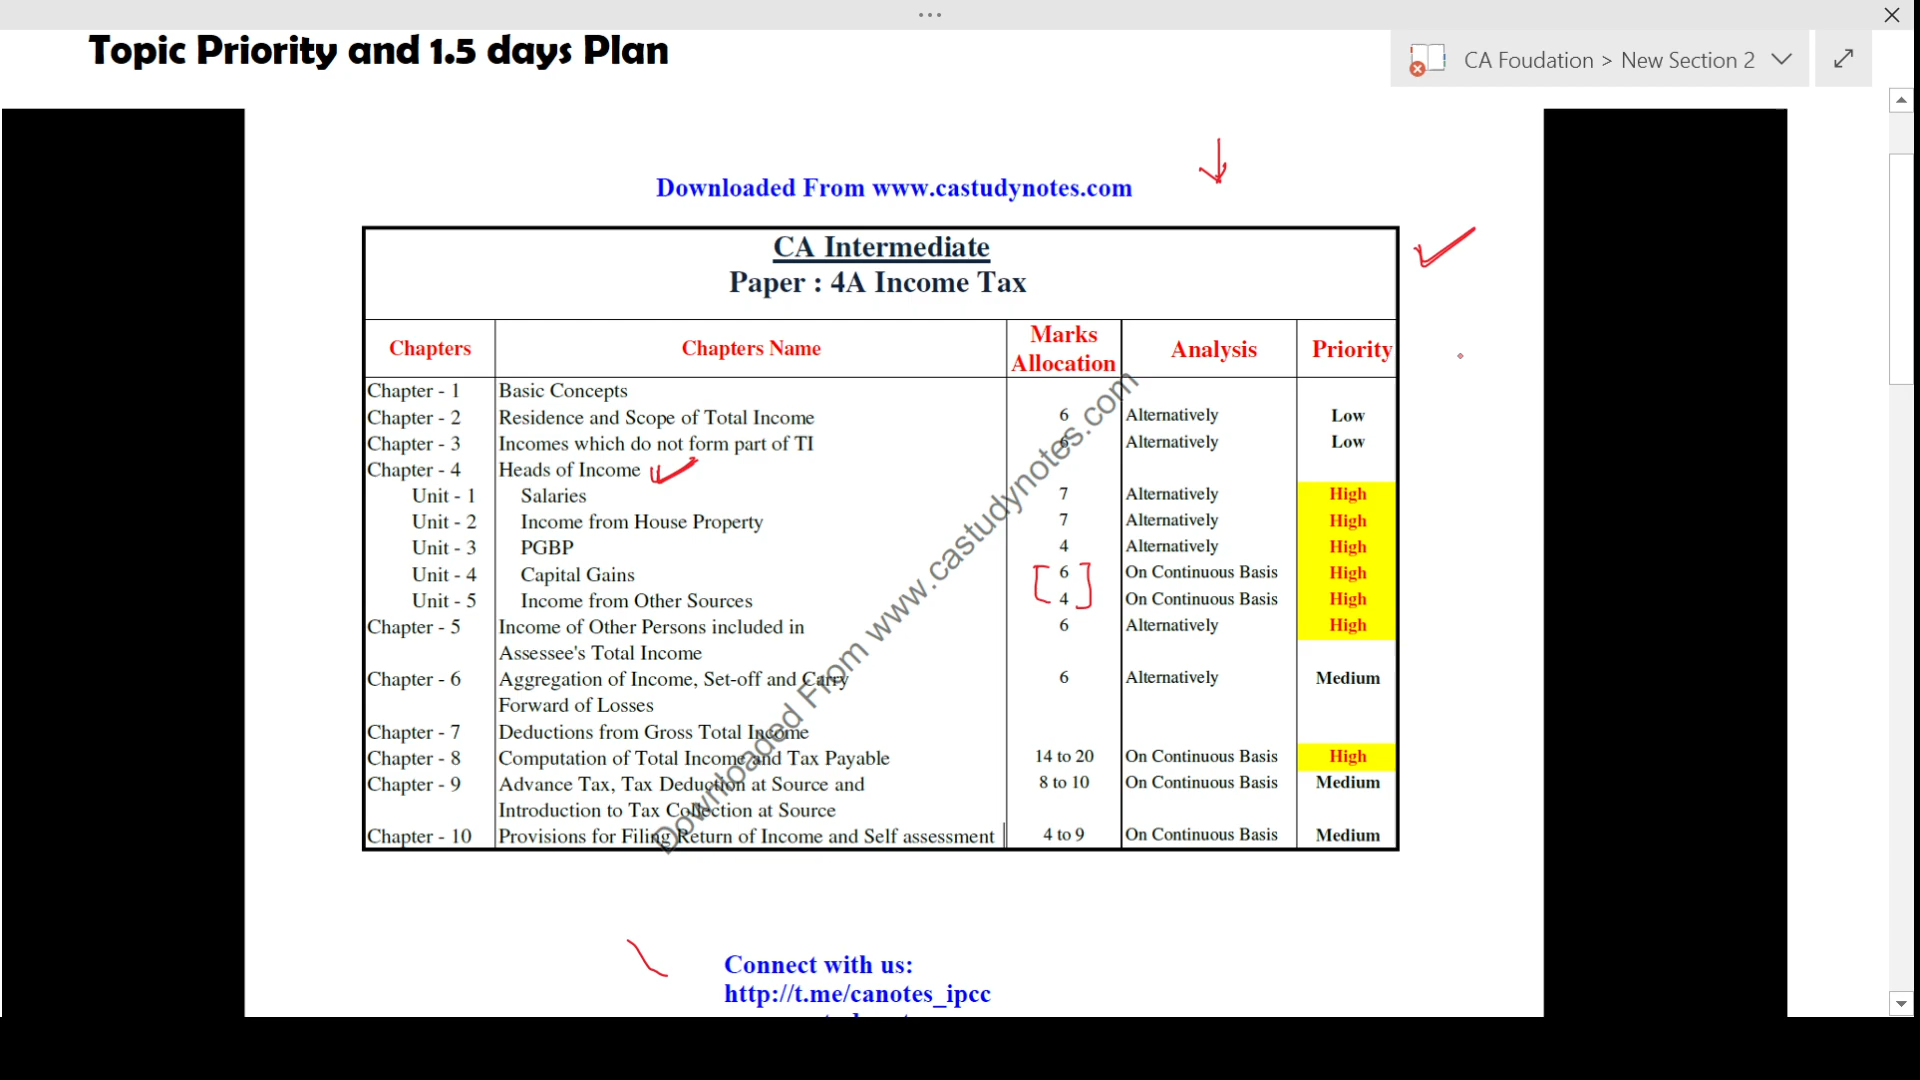 Topic Priority and 1.5 days Plan
CA Foudation > New Section 2
Downloaded From www.castudynotes.com
CA Intermediate
Paper : 4A Income Tax
Chapters Chapters Name Marks Allocation Analysis Priority
Chapter - 1 Basic Concepts
Chapter - 2 Residence and Scope of Total Income 6 Alternatively Low
Chapter - 3 Incomes which do not form part of TI 6 Alternatively Low
Chapter - 4 Heads of Income
Unit - 1 Salaries 7 Alternatively High
Unit - 2 Income from House Property 7 Alternatively High
Unit - 3 PGBP 4 Alternatively High
Unit - 4 Capital Gains 6 On Continuous Basis High
Unit - 5 Income from Other Sources 4 On Continuous Basis High
Chapter - 5 Income of Other Persons included in 6 Alternatively High
Assessee's Total Income
Chapter - 6 Aggregation of Income, Set-off and Carry 6 Alternatively Medium
Forward of Losses
Chapter - 7 Deductions from Gross Total Income
Chapter - 8 Computation of Total Income and Tax Payable 14 to 20 On Continuous Basis High
Chapter - 9 Advance Tax, Tax Deduction at Source and 8 to 10 On Continuous Basis Medium
Introduction to Tax Collection at Source
Chapter - 10 Provisions for Filing Return of Income and Self assessment 4 to 9 On Continuous Basis Medium
Downloaded From www.castudynotes.com
Connect with us:
http://t.me/canotes_ipcc